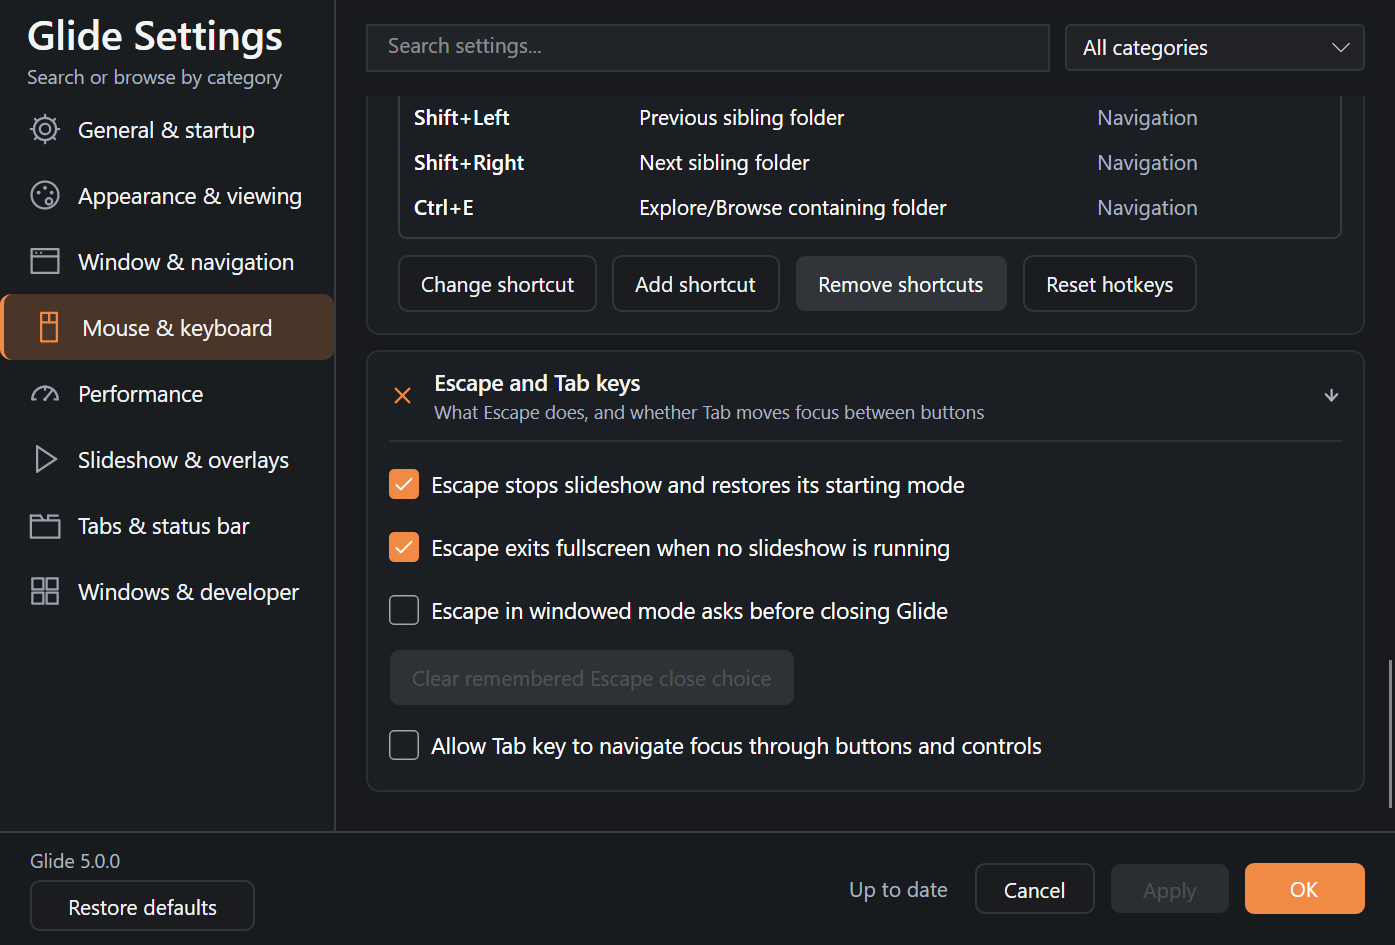 Glide Settings
Search or browse by category
General & startup
Appearance & viewing
Window & navigation
Mouse & keyboard
Performance
Slideshow & overlays
Tabs & status bar
Windows & developer
Search settings...
All categories
Shift+Left Previous sibling folder Navigation
Shift+Right Next sibling folder Navigation
Ctrl+E Explore/Browse containing folder Navigation
Change shortcut Add shortcut Remove shortcuts Reset hotkeys
Escape and Tab keys
What Escape does, and whether Tab moves focus between buttons
Escape stops slideshow and restores its starting mode
Escape exits fullscreen when no slideshow is running
Escape in windowed mode asks before closing Glide
Clear remembered Escape close choice
Allow Tab key to navigate focus through buttons and controls
Glide 5.0.0
Restore defaults
Up to date Cancel Apply OK